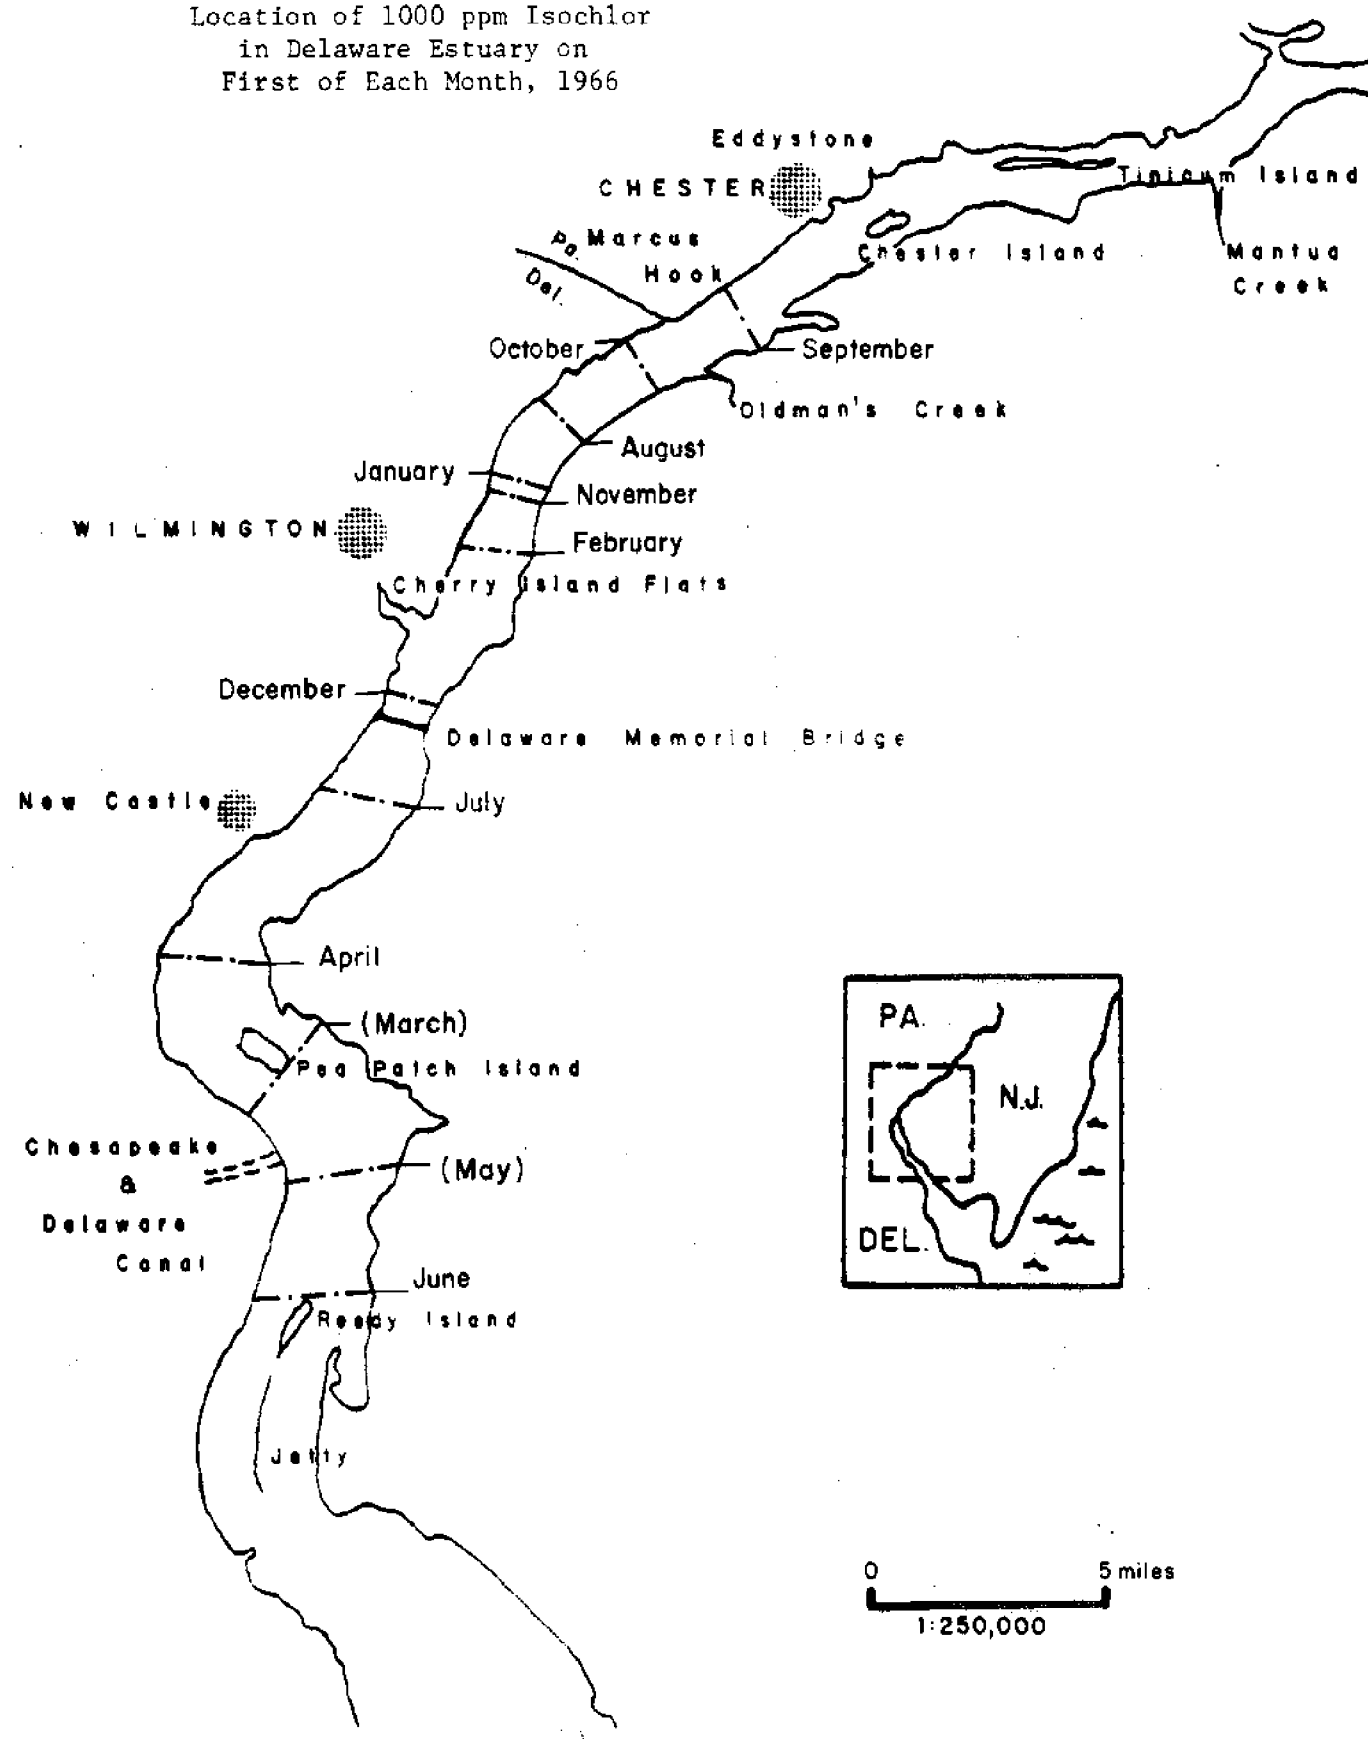 Location of 1000 ppm Isochlor
in Delaware Estuary on
First of Each Month, 1966
Eddystone
CHESTER
Tinicum Island
Pa.
Marcus
Hook
Del.
Chester Island
Mantua
Creek
October
September
Oldman's Creek
August
January
November
WILMINGTON
February
Cherry Island Flats
December
Delaware Memorial Bridge
New Castle
July
April
(March)
Pea Patch Island
PA.
N.J.
DEL.
Chesapeake
&
Delaware
Canal
(May)
June
Reedy Island
Jetty
0 5 miles
1:250,000